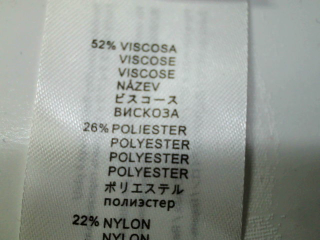 52% VISCOSA
VISCOSE
VISCOSE
NÁZEV
ビスコース
ВИСКОЗА
26% POLIESTER
POLYESTER
POLYESTER
POLYESTER
ポリエステル
полиэстер
22% NYLON
NYLON